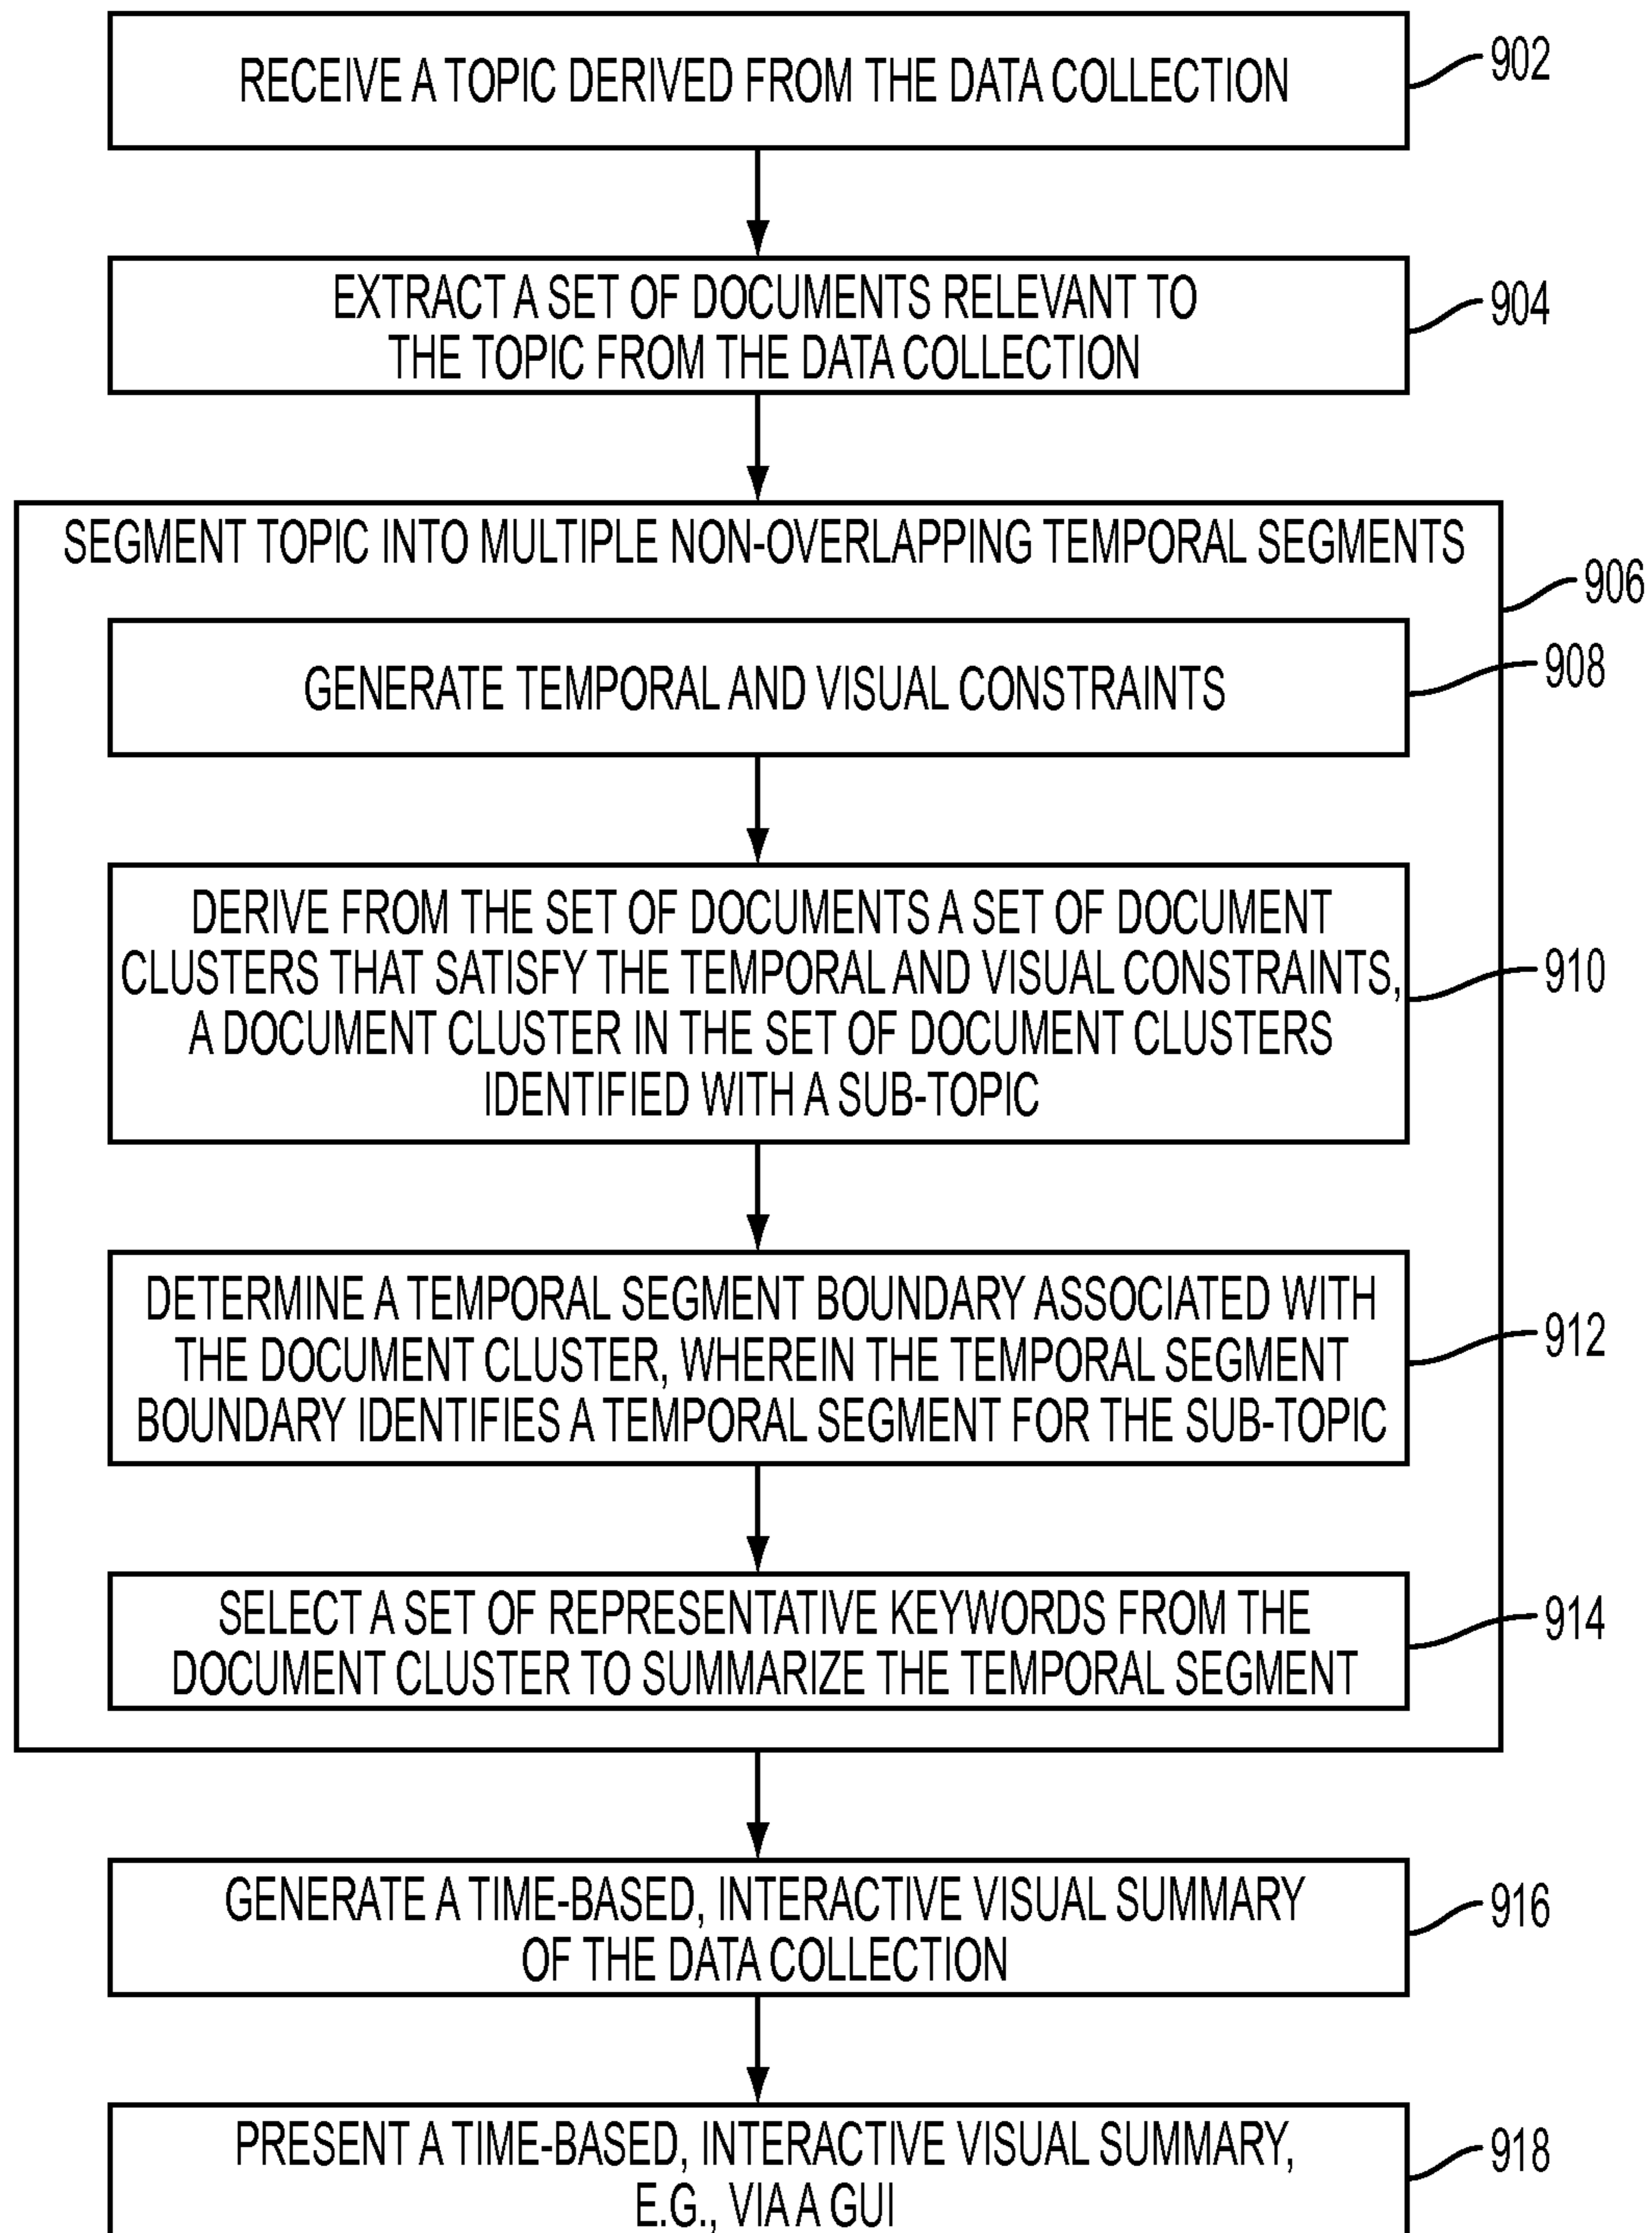 RECEIVE A TOPIC DERIVED FROM THE DATA COLLECTION
902
EXTRACT A SET OF DOCUMENTS RELEVANT TO
THE TOPIC FROM THE DATA COLLECTION
904
SEGMENT TOPIC INTO MULTIPLE NON-OVERLAPPING TEMPORAL SEGMENTS
906
GENERATE TEMPORAL AND VISUAL CONSTRAINTS
908
DERIVE FROM THE SET OF DOCUMENTS A SET OF DOCUMENT
CLUSTERS THAT SATISFY THE TEMPORAL AND VISUAL CONSTRAINTS,
A DOCUMENT CLUSTER IN THE SET OF DOCUMENT CLUSTERS
IDENTIFIED WITH A SUB-TOPIC
910
DETERMINE A TEMPORAL SEGMENT BOUNDARY ASSOCIATED WITH
THE DOCUMENT CLUSTER, WHEREIN THE TEMPORAL SEGMENT
BOUNDARY IDENTIFIES A TEMPORAL SEGMENT FOR THE SUB-TOPIC
912
SELECT A SET OF REPRESENTATIVE KEYWORDS FROM THE
DOCUMENT CLUSTER TO SUMMARIZE THE TEMPORAL SEGMENT
914
GENERATE A TIME-BASED, INTERACTIVE VISUAL SUMMARY
OF THE DATA COLLECTION
916
PRESENT A TIME-BASED, INTERACTIVE VISUAL SUMMARY,
E.G., VIA A GUI
918